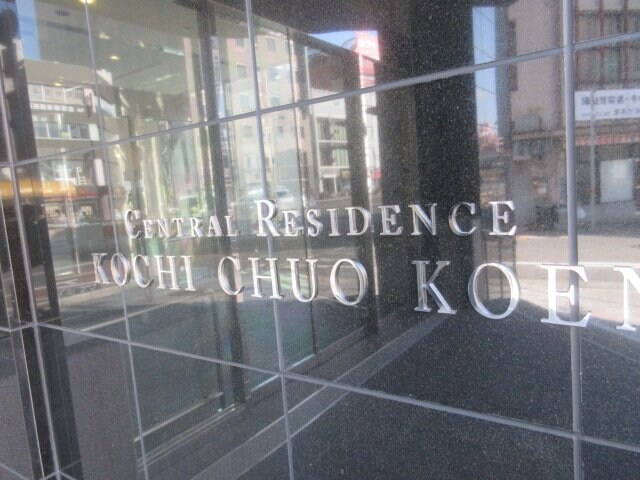 CENTRAL RESIDENCE
KOCHI CHUO KOEN